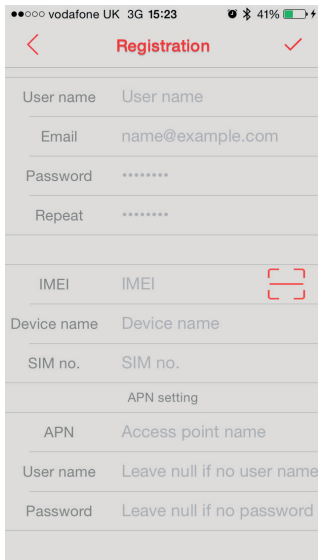 vodafone UK 3G 15:23 41%
Registration
User name User name
Email name@example.com
Password ••••••••
Repeat ••••••••
IMEI IMEI
Device name Device name
SIM no. SIM no.
APN setting
APN Access point name
User name Leave null if no user name
Password Leave null if no password